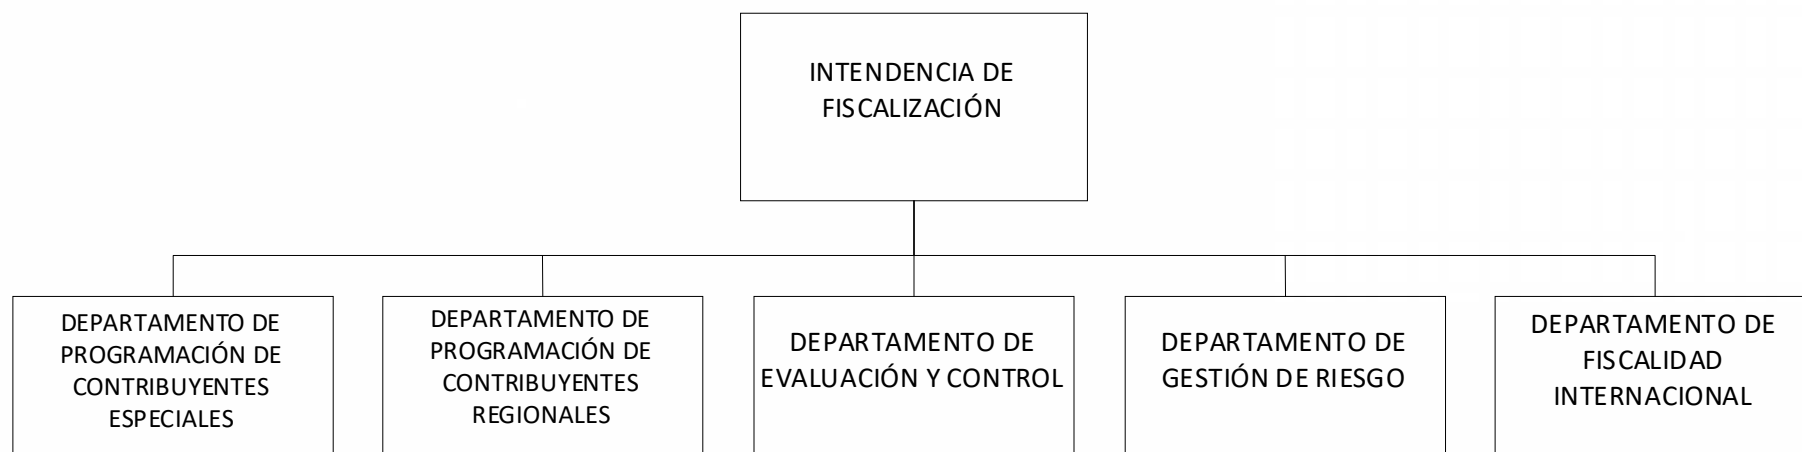 INTENDENCIA DE
FISCALIZACIÓN
DEPARTAMENTO DE
PROGRAMACIÓN DE
CONTRIBUYENTES
ESPECIALES
DEPARTAMENTO DE
PROGRAMACIÓN DE
CONTRIBUYENTES
REGIONALES
DEPARTAMENTO DE
EVALUACIÓN Y CONTROL
DEPARTAMENTO DE
GESTIÓN DE RIESGO
DEPARTAMENTO DE
FISCALIDAD
INTERNACIONAL